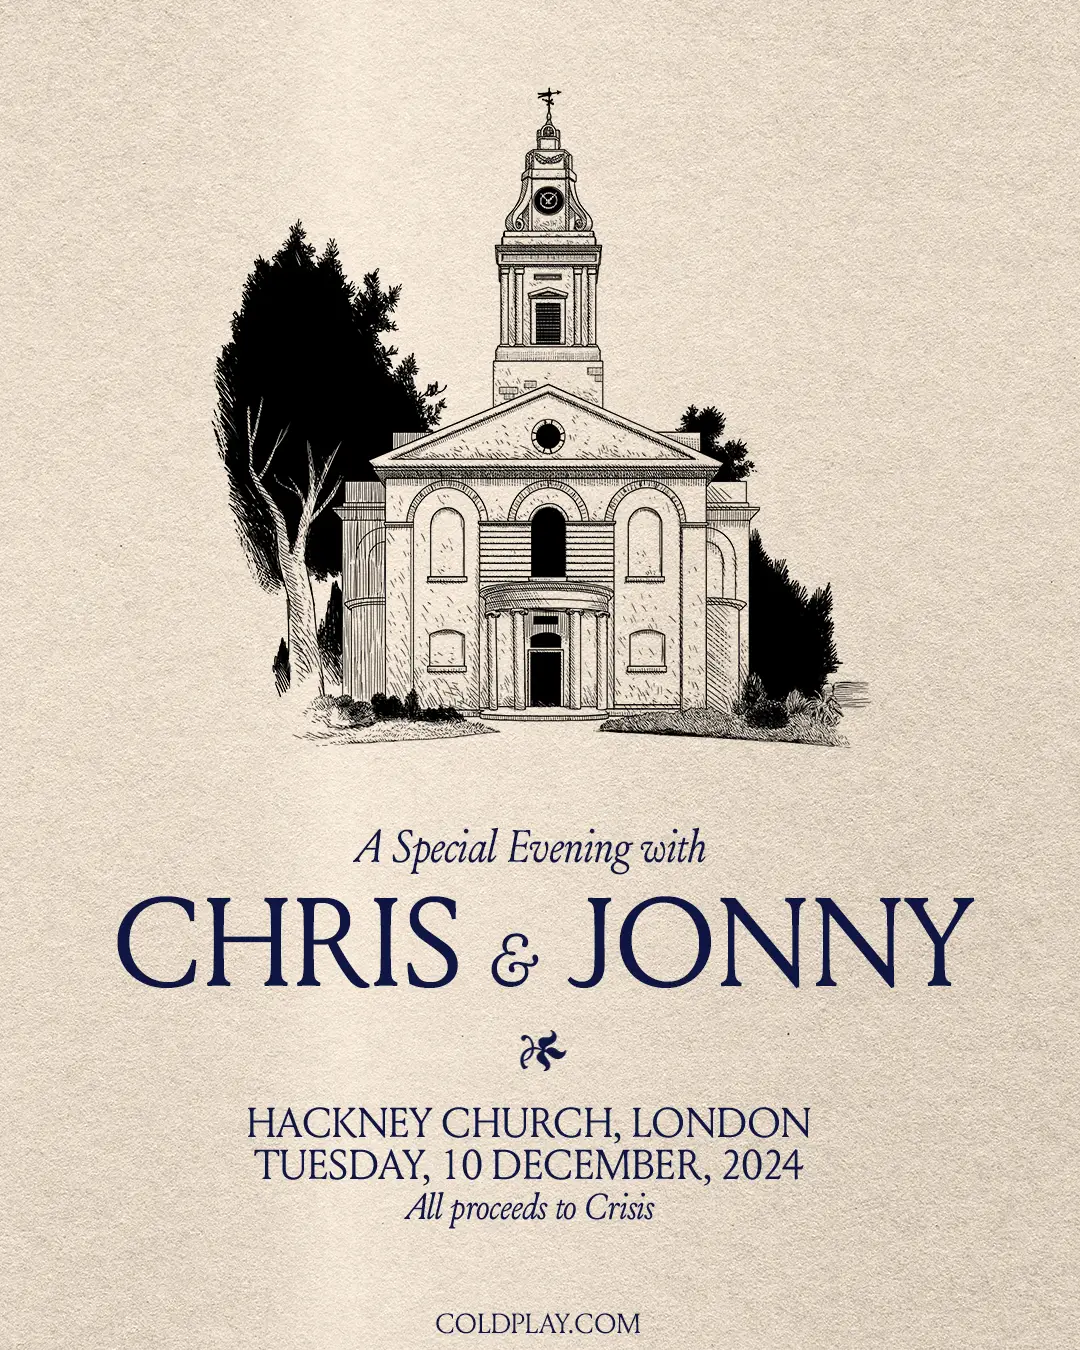 A Special Evening with
CHRIS & JONNY
HACKNEY CHURCH, LONDON
TUESDAY, 10 DECEMBER, 2024
All proceeds to Crisis
COLDPLAY.COM